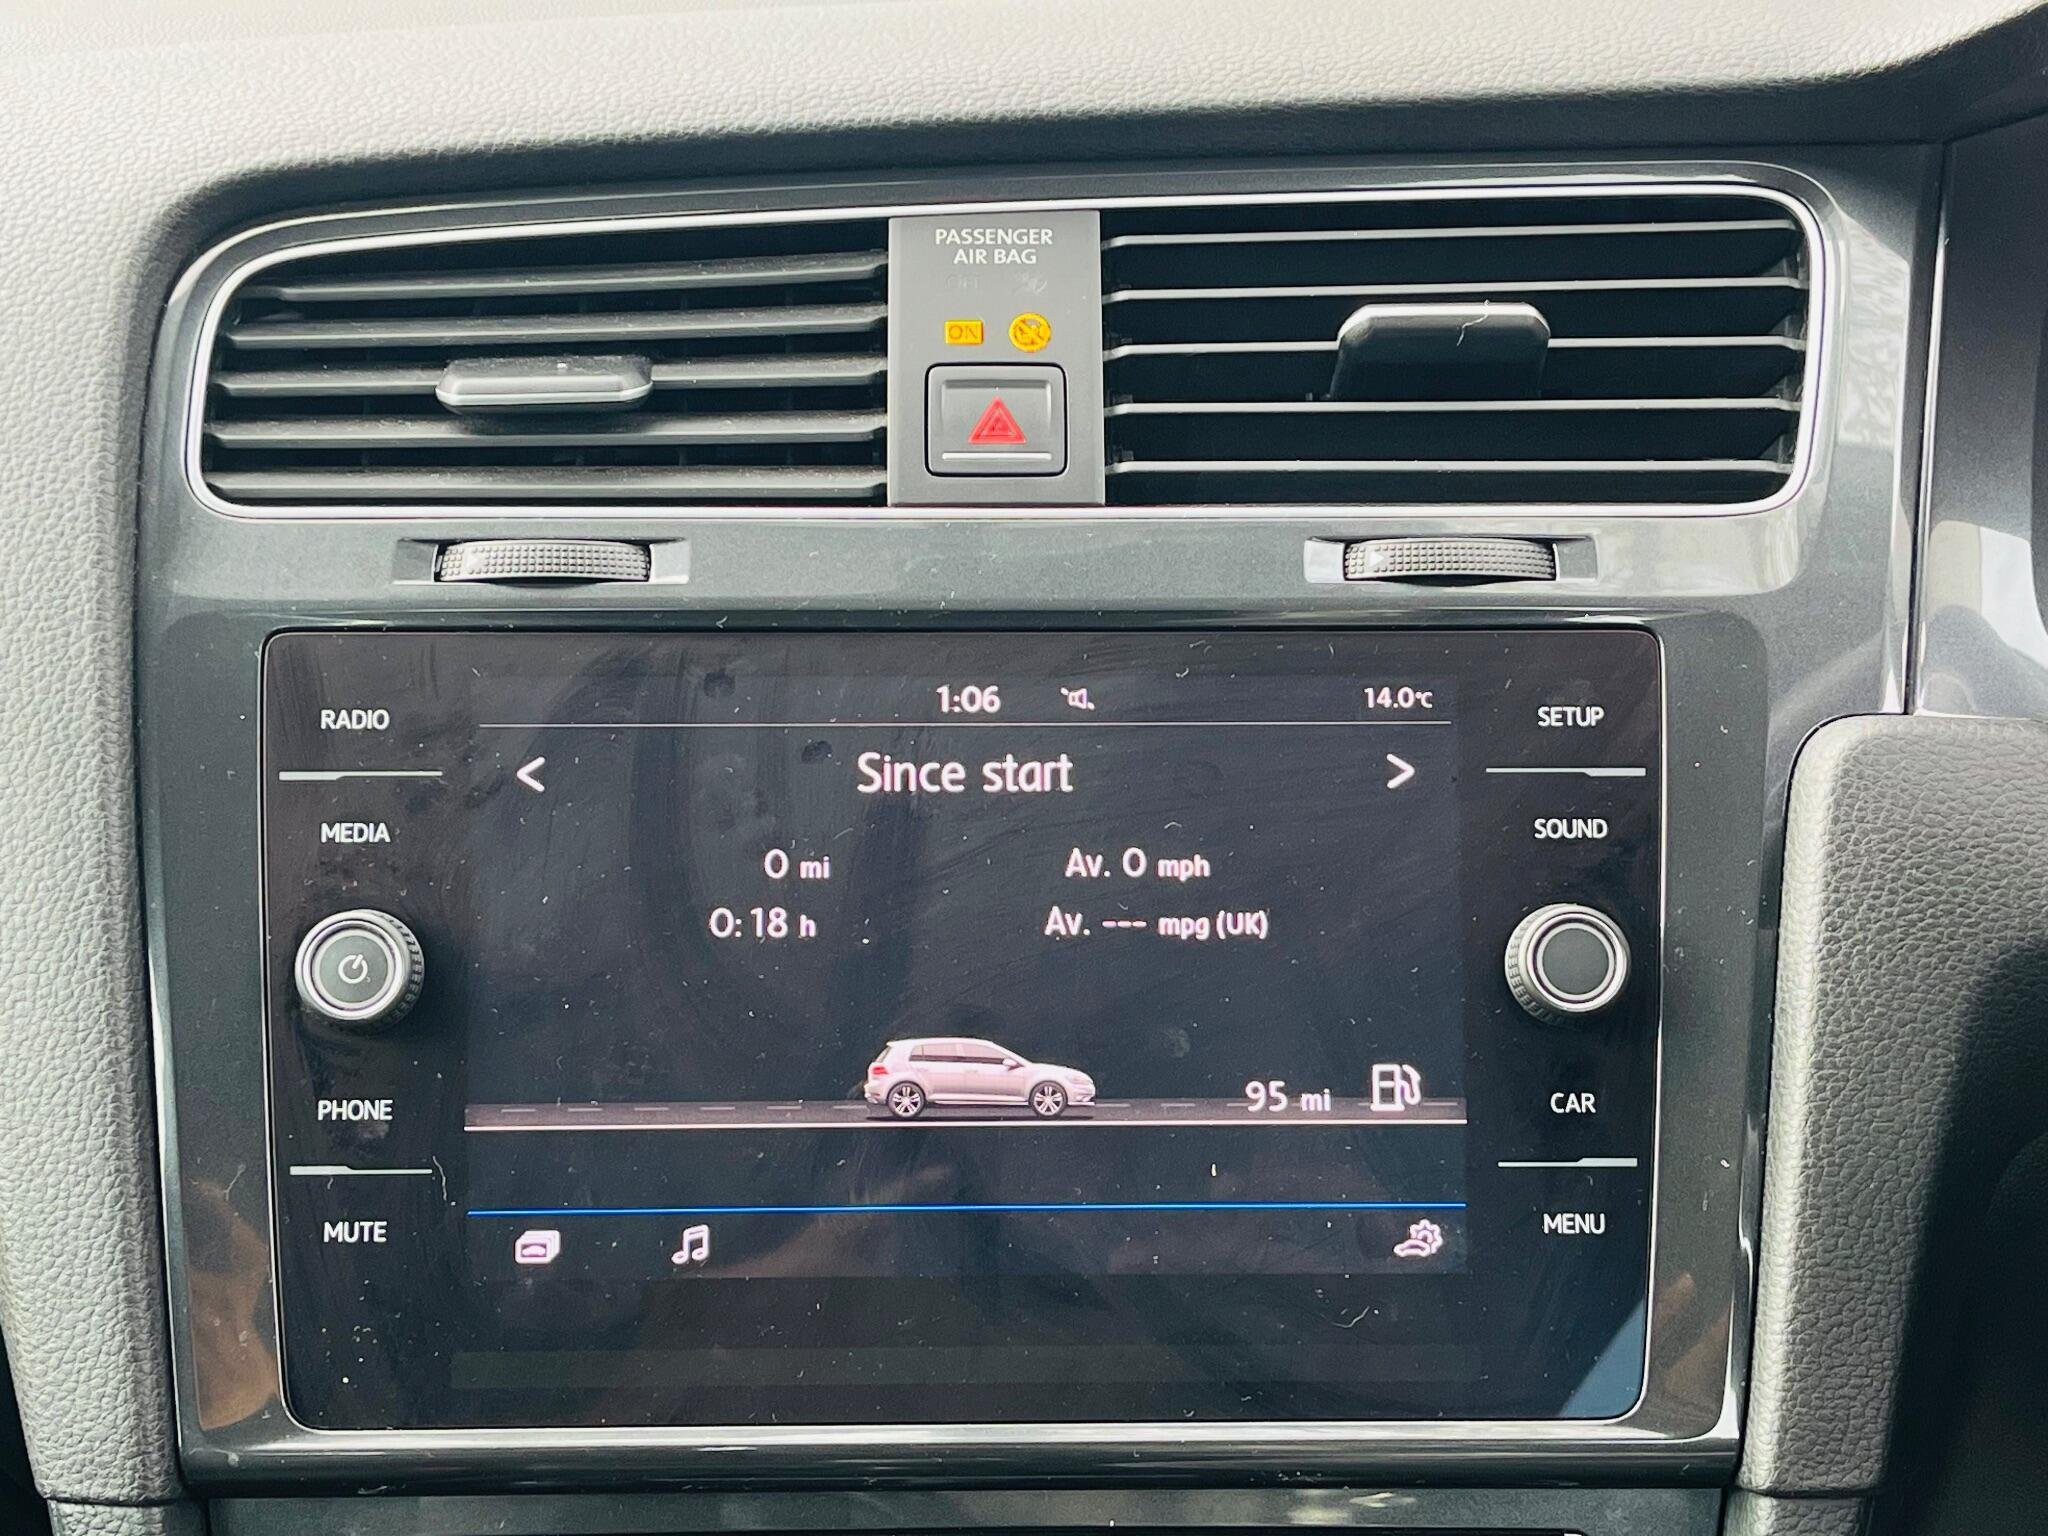 PASSENGER
AIR BAG
OFF
ON
1:06
14.0°C
RADIO
MEDIA
PHONE
MUTE
< Since start >
0 mi
Av. 0 mph
0:18 h
Av. --- mpg (UK)
95 mi
SETUP
SOUND
CAR
MENU